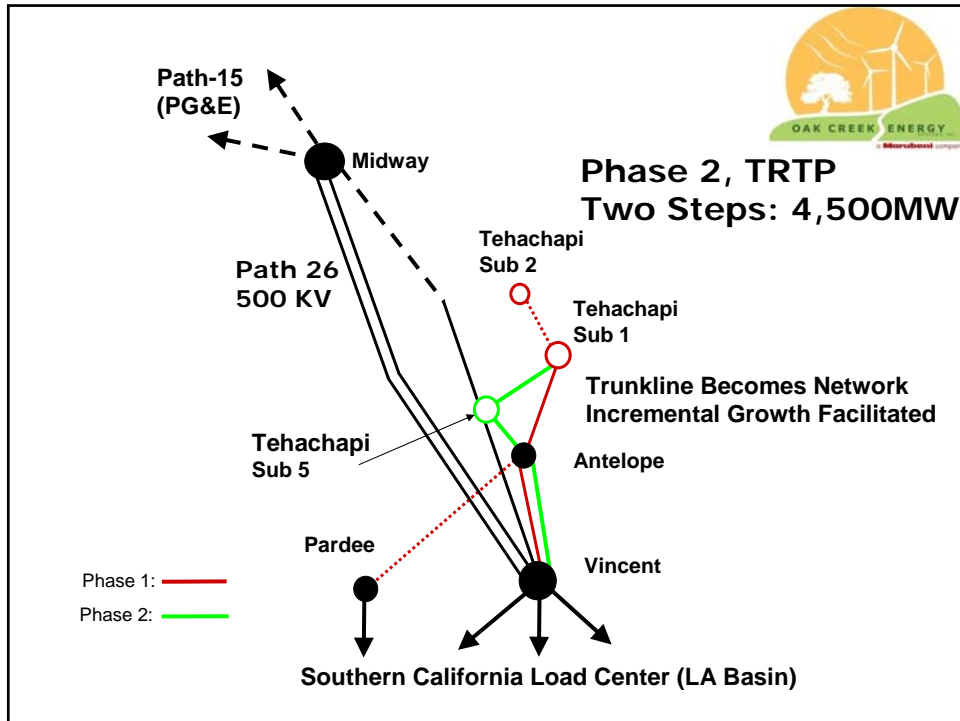 Path-15
(PG&E)
OAK CREEK ENERGY
a Marubeni company
Midway
Phase 2, TRTP
Two Steps: 4,500MW
Tehachapi
Sub 2
Path 26
500 KV
Tehachapi
Sub 1
Trunkline Becomes Network
Incremental Growth Facilitated
Tehachapi
Sub 5
Antelope
Pardee
Vincent
Phase 1:
Phase 2:
Southern California Load Center (LA Basin)